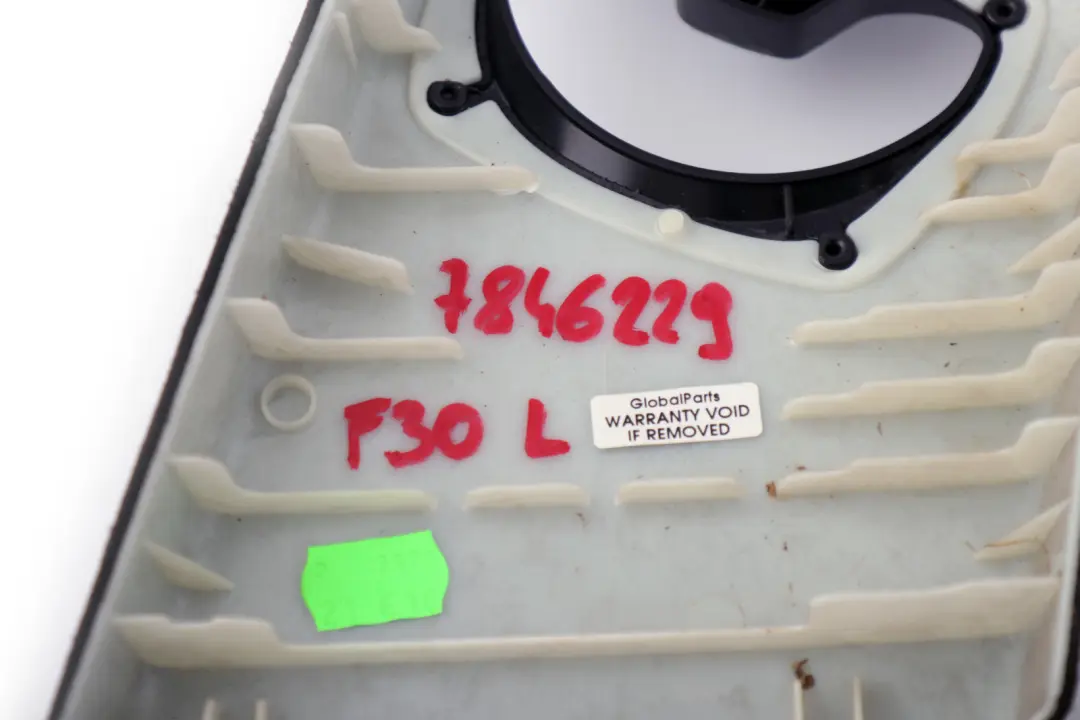 7846229
F30 L
GlobalParts
WARRANTY VOID
IF REMOVED